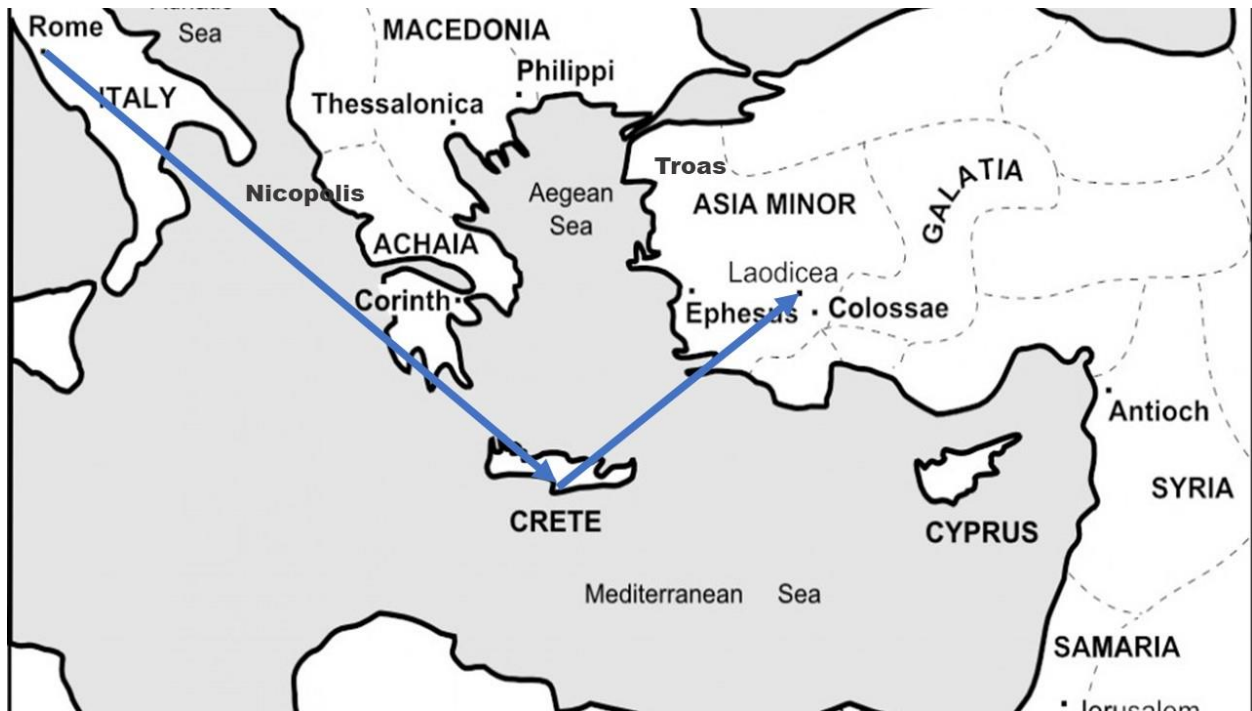 Rome
Sea
MACEDONIA
Philippi
ITALY
Thessalonica
Troas
Nicopolis
Aegean
Sea
ASIA MINOR
GALATIA
ACHAIA
Laodicea
Corinth
Ephesus
Colossae
Antioch
SYRIA
CRETE
CYPRUS
Mediterranean Sea
SAMARIA